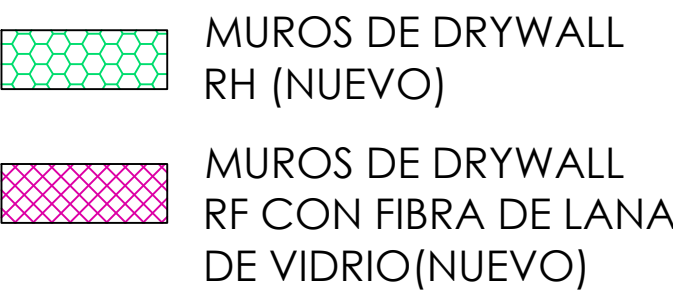 MUROS DE DRYWALL
RH (NUEVO)
MUROS DE DRYWALL
RF CON FIBRA DE LANA
DE VIDRIO(NUEVO)